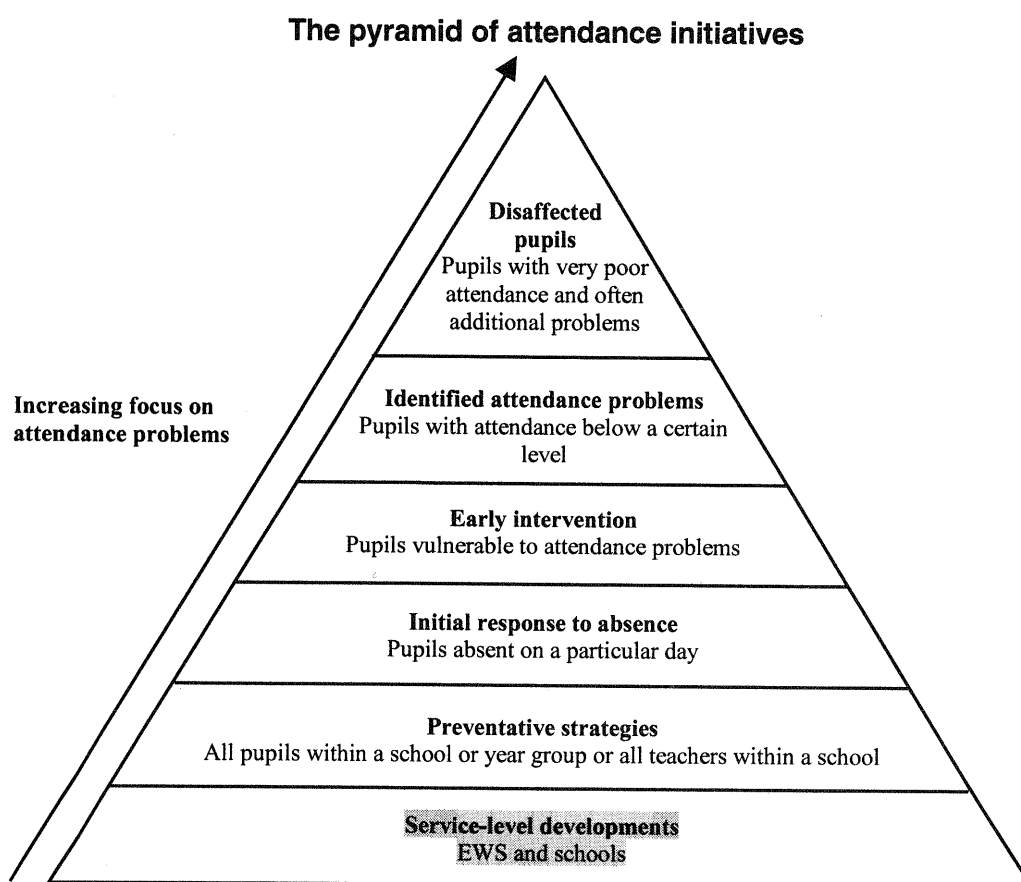 The pyramid of attendance initiatives
Disaffected
pupils
Pupils with very poor
attendance and often
additional problems
Increasing focus on
attendance problems
Identified attendance problems
Pupils with attendance below a certain
level
Early intervention
Pupils vulnerable to attendance problems
Initial response to absence
Pupils absent on a particular day
Preventative strategies
All pupils within a school or year group or all teachers within a school
Service-level developments
EWS and schools